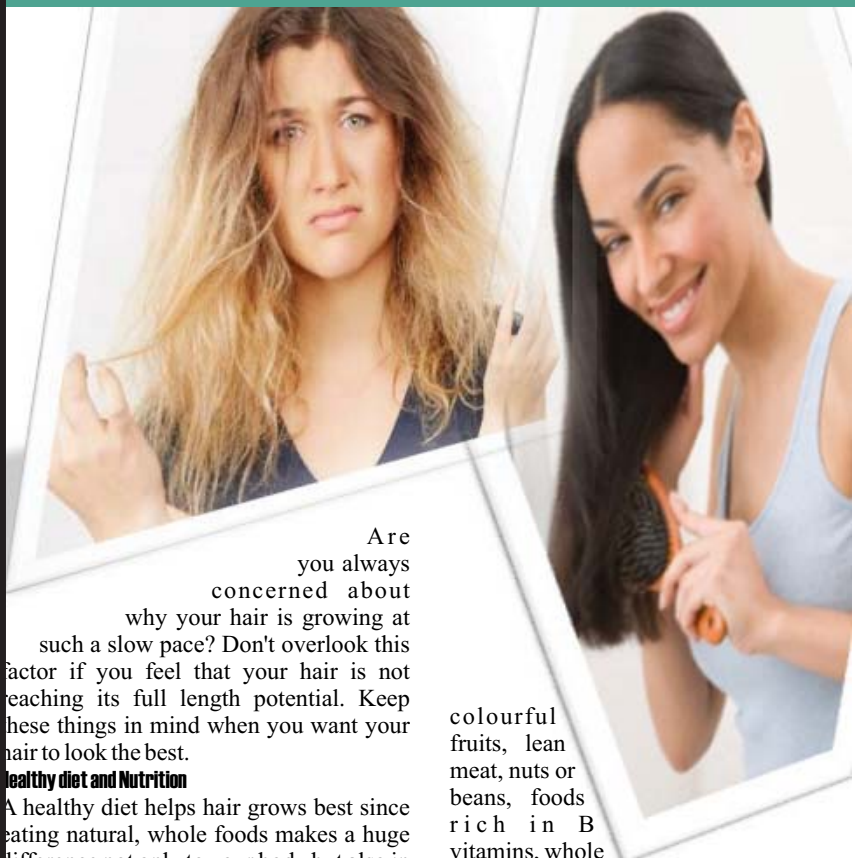 Are
you always
concerned about
why your hair is growing at
such a slow pace? Don't overlook this
factor if you feel that your hair is not
reaching its full length potential. Keep
these things in mind when you want your
hair to look the best.
Healthy diet and Nutrition
A healthy diet helps hair grows best since
eating natural, whole foods makes a huge
colourful
fruits, lean
meat, nuts or
beans, foods
rich in B
vitamins, whole